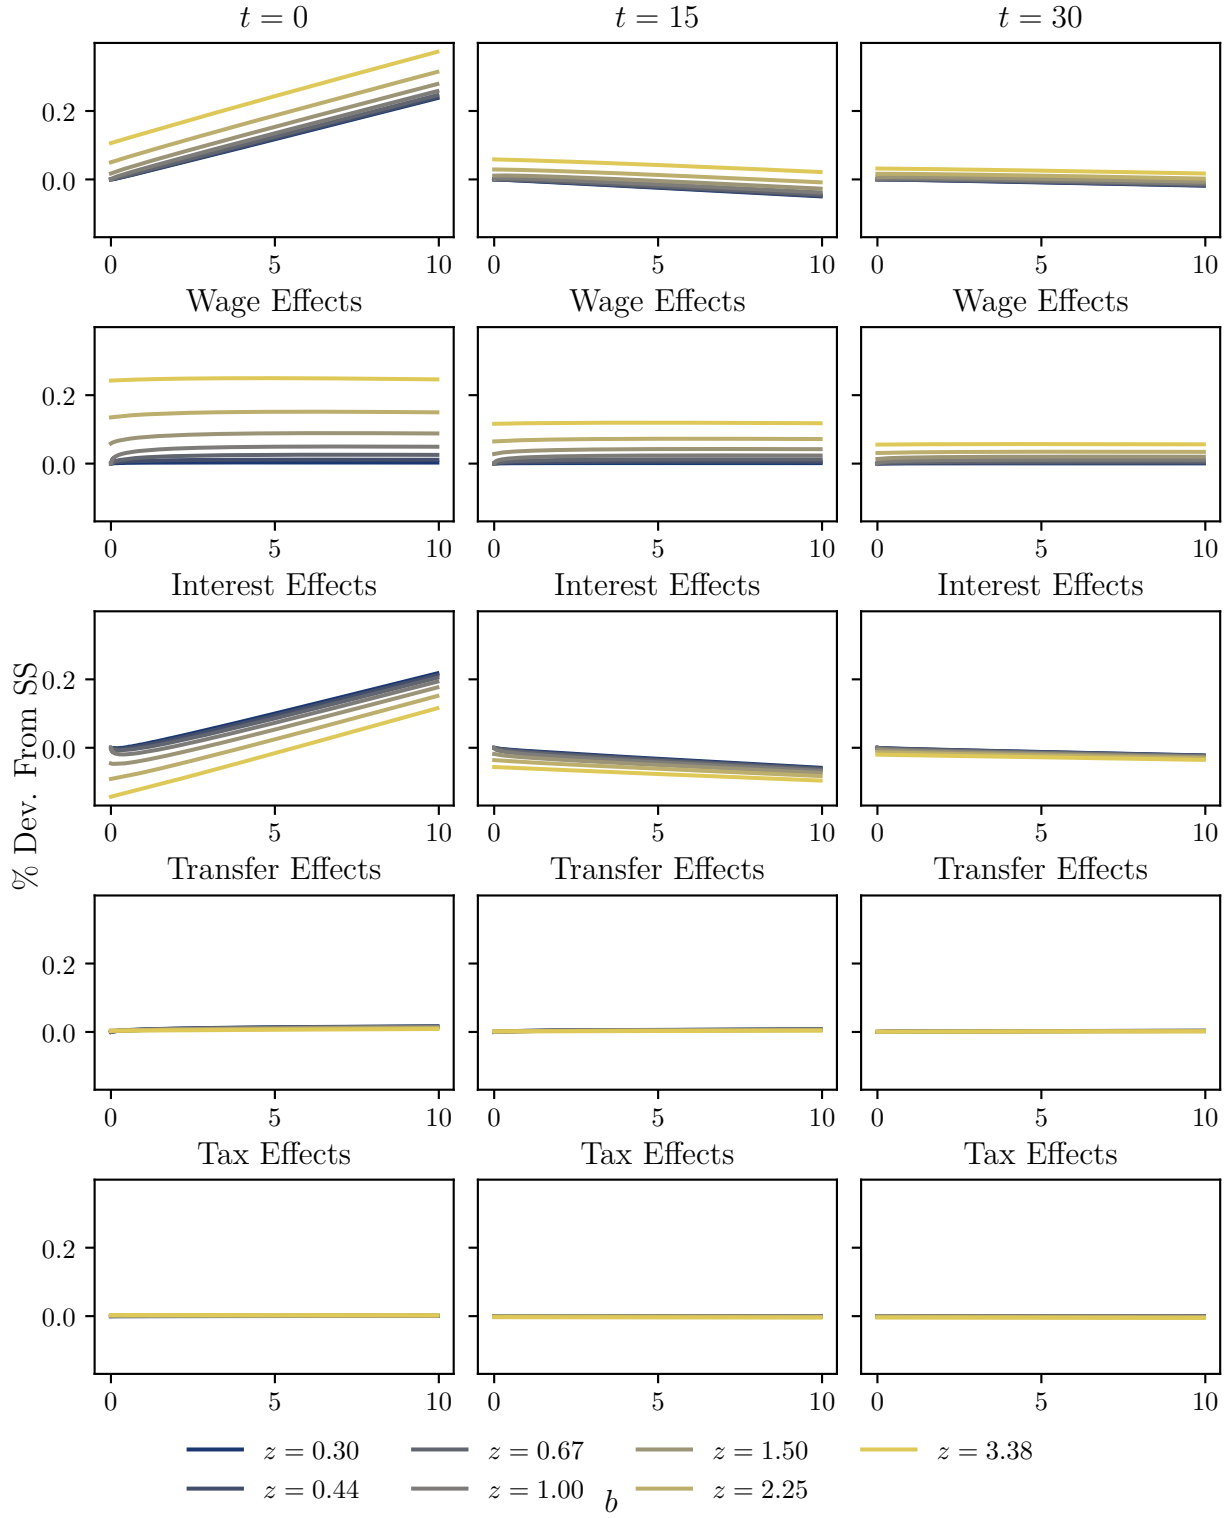 t = 0 t = 15 t = 30
0.2
0.0
0 5 10 0 5 10 0 5 10
Wage Effects Wage Effects Wage Effects
0.2
0.0
0 5 10 0 5 10 0 5 10
Interest Effects Interest Effects Interest Effects
0.2
0.0
0 5 10 0 5 10 0 5 10
% Dev. From SS
Transfer Effects Transfer Effects Transfer Effects
0.2
0.0
0 5 10 0 5 10 0 5 10
Tax Effects Tax Effects Tax Effects
0.2
0.0
0 5 10 0 5 10 0 5 10
z = 0.30 z = 0.67 z = 1.50 z = 3.38
z = 0.44 z = 1.00 z = 2.25
b